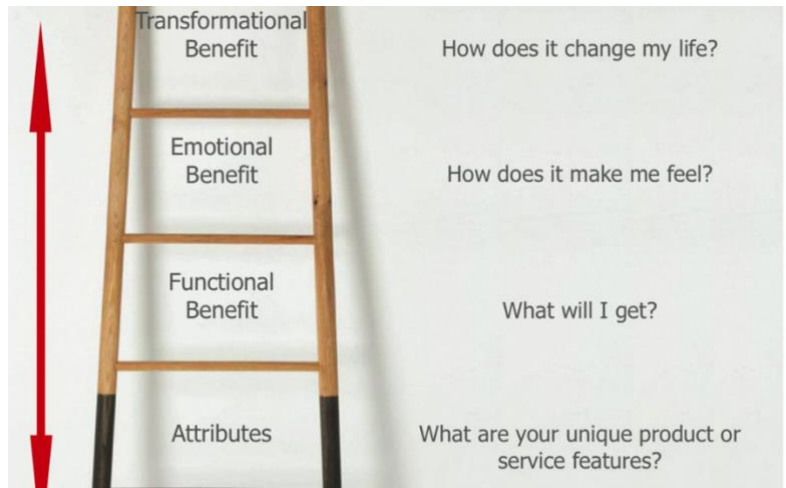 Transformational
Benefit
How does it change my life?
Emotional
Benefit
How does it make me feel?
Functional
Benefit
What will I get?
Attributes
What are your unique product or
service features?